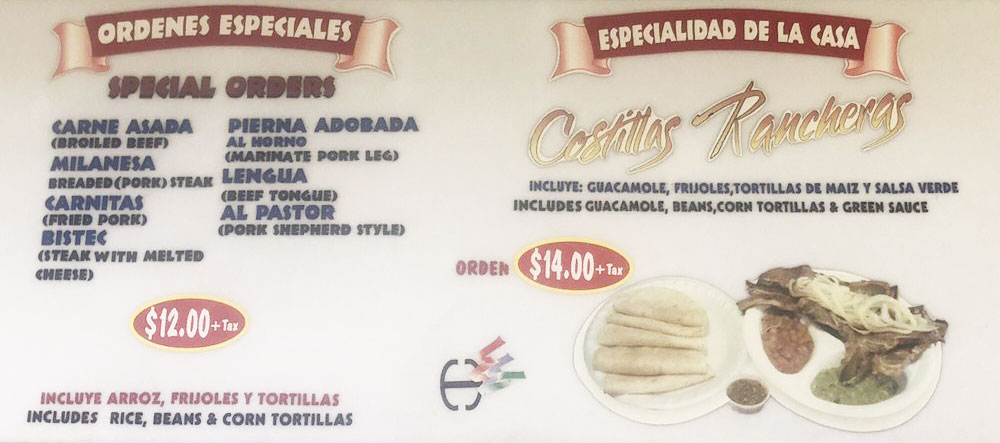 ORDENES ESPECIALES
SPECIAL ORDERS
CARNE ASADA
(BROILED BEEF)
MILANESA
BREADED(PORK) STEAK
CARNITAS
(FRIED PORK)
BISTEC
(STEAK WITH MELTED
CHEESE)
PIERNA ADOBADA
AL HORNO
(MARINATE PORK LEG)
LENGUA
(BEEF TONGUE)
AL PASTOR
(PORK SHEPHERD STYLE)
$12.00+Tax
INCLUYE ARROZ, FRIJOLES Y TORTILLAS
INCLUDES RICE, BEANS & CORN TORTILLAS
ESPECIALIDAD DE LA CASA
Costillas Rancheras
INCLUYE: GUACAMOLE, FRIJOLES,TORTILLAS DE MAIZ Y SALSA VERDE
INCLUDES GUACAMOLE, BEANS,CORN TORTILLAS & GREEN SAUCE
ORDEN $14.00+Tax